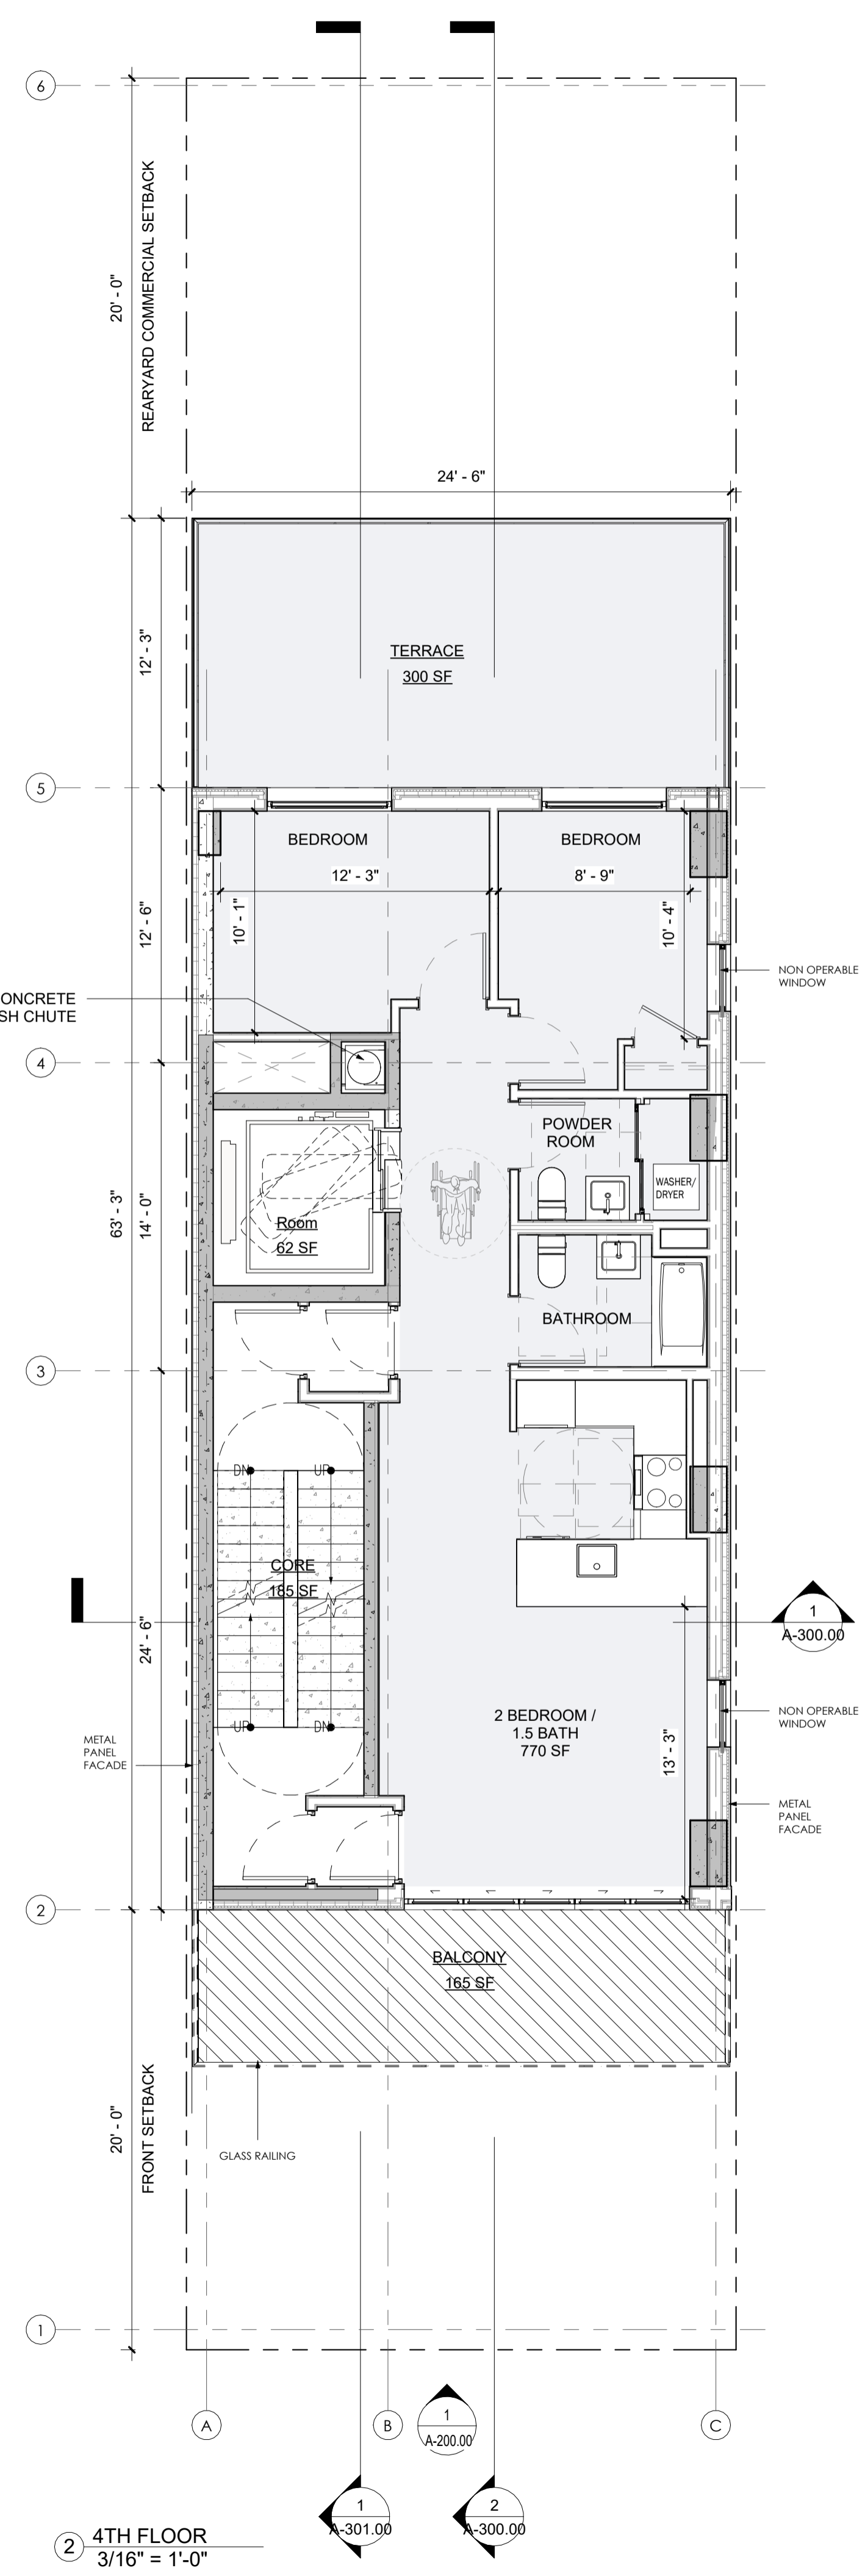 6
20' - 0"
REARYARD COMMERCIAL SETBACK
24' - 6"
12' - 3"
TERRACE
300 SF
5
BEDROOM
BEDROOM
12' - 3"
8' - 9"
10' - 1"
10' - 4"
12' - 6"
NON OPERABLE
WINDOW
ONCRETE
SH CHUTE
4
POWDER
ROOM
WASHER/
DRYER
63' - 3"
14' - 0"
Room
62 SF
BATHROOM
3
DN
UP
CORE
185 SF
1
A-300.00
24' - 6"
2 BEDROOM /
1.5 BATH
770 SF
NON OPERABLE
WINDOW
UP
DN
13' - 3"
METAL
PANEL
FACADE
METAL
PANEL
FACADE
2
BALCONY
165 SF
20' - 0"
FRONT SETBACK
GLASS RAILING
1
A
B
C
1
A-200.00
1
A-301.00
2
A-300.00
2
4TH FLOOR
3/16" = 1'-0"